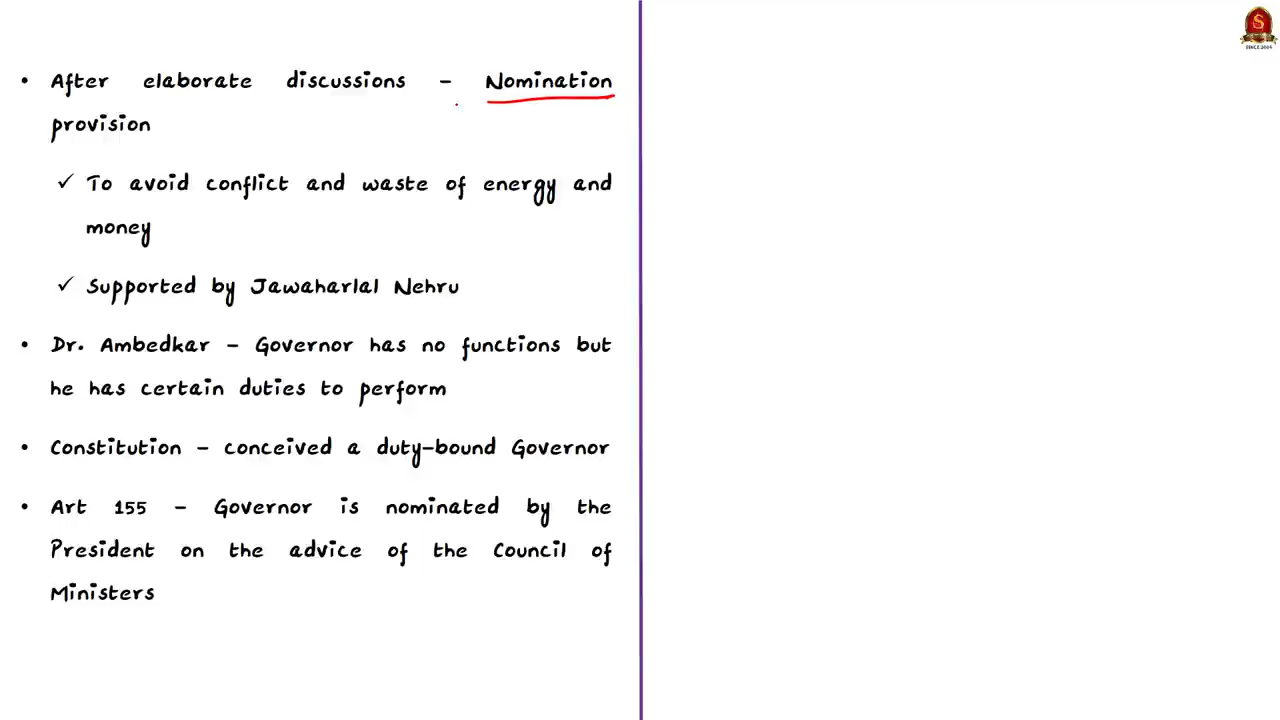 • After elaborate discussions – Nomination
provision
✓ To avoid conflict and waste of energy and
money
✓ Supported by Jawaharlal Nehru
• Dr. Ambedkar – Governor has no functions but
he has certain duties to perform
• Constitution – conceived a duty-bound Governor
• Art 155 – Governor is nominated by the
President on the advice of the Council of
Ministers
S
SINCE 2004